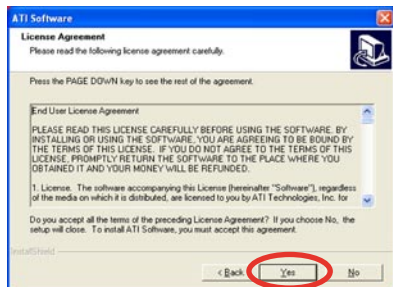 ATI Software
License Agreement
Please read the following license agreement carefully.
Press the PAGE DOWN key to see the rest of the agreement.
End User License Agreement
PLEASE READ THIS LICENSE CAREFULLY BEFORE USING THE SOFTWARE. BY
INSTALLING OR USING THE SOFTWARE, YOU ARE AGREEING TO BE BOUND BY
THE TERMS OF THIS LICENSE. IF YOU DO NOT AGREE TO THE TERMS OF THIS
LICENSE, PROMPTLY RETURN THE SOFTWARE TO THE PLACE WHERE YOU
OBTAINED IT AND YOUR MONEY WILL BE REFUNDED.
1. License. The software accompanying this License (hereinafter "Software"), regardless
of the media on which it is distributed, are licensed to you by ATI Technologies, Inc. for
Do you accept all the terms of the preceding License Agreement? If you choose No, the
setup will close. To install ATI Software, you must accept this agreement.
InstallShield
< Back Yes No